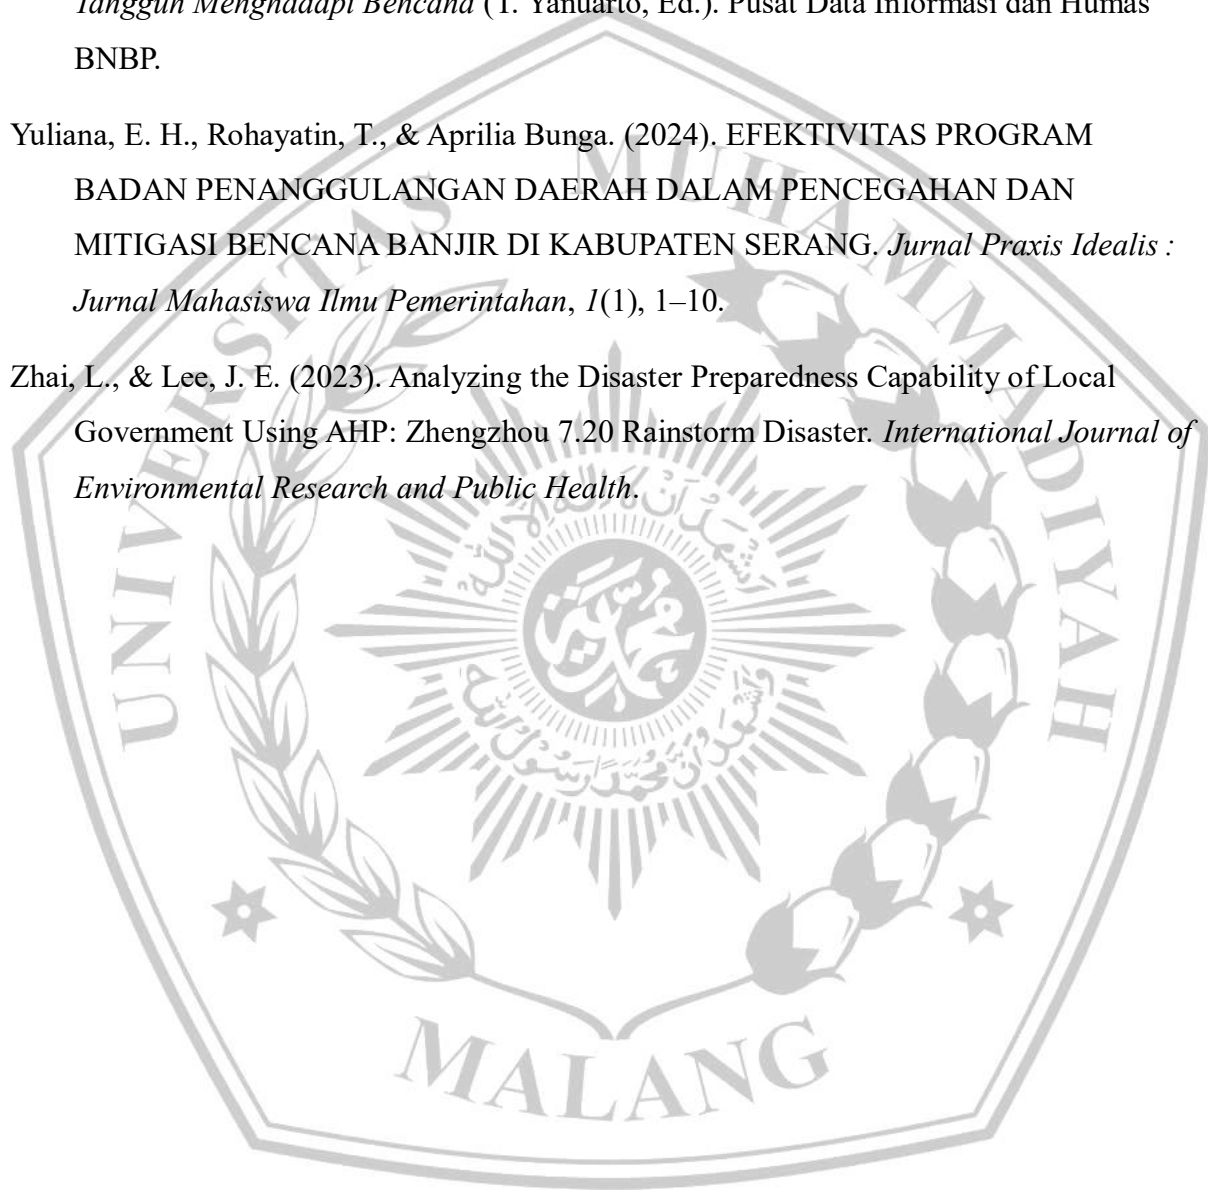 Tangguh Menghadapi Bencana (T. Yanuarto, Ed.). Pusat Data Informasi dan Humas
BNBP.
Yuliana, E. H., Rohayatin, T., & Aprilia Bunga. (2024). EFEKTIVITAS PROGRAM
BADAN PENANGGULANGAN DAERAH DALAM PENCEGAHAN DAN
MITIGASI BENCANA BANJIR DI KABUPATEN SERANG. Jurnal Praxis Idealis :
Jurnal Mahasiswa Ilmu Pemerintahan, 1(1), 1–10.
Zhai, L., & Lee, J. E. (2023). Analyzing the Disaster Preparedness Capability of Local
Government Using AHP: Zhengzhou 7.20 Rainstorm Disaster. International Journal of
Environmental Research and Public Health.
UNIVERSITAS MUHAMMADIYAH
MALANG